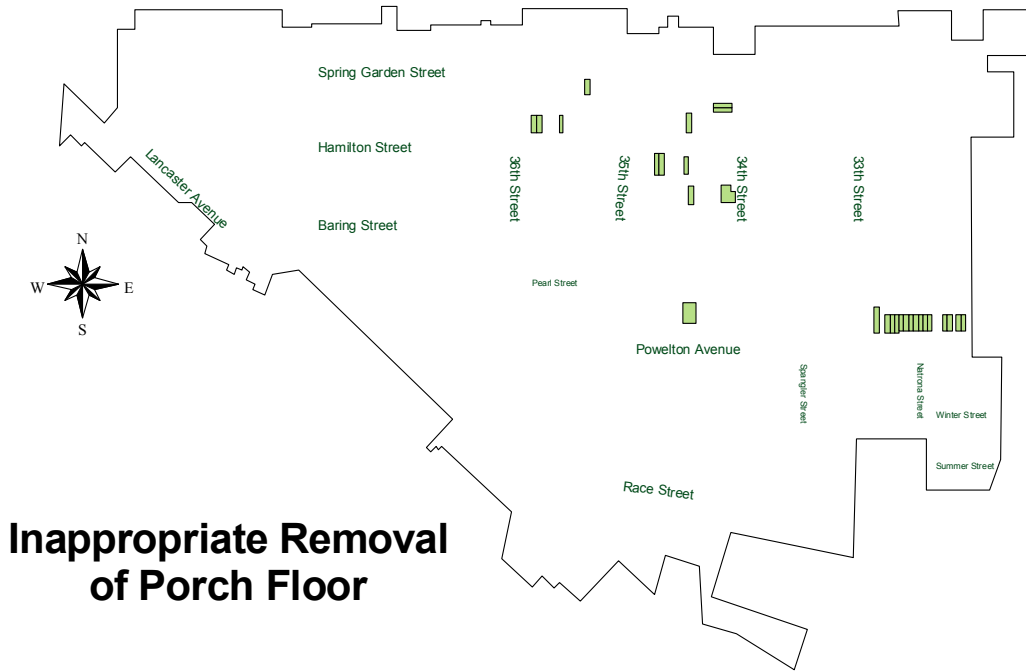 Spring Garden Street
Hamilton Street
Lancaster Avenue
36th Street
35th Street
34th Street
33th Street
Baring Street
N
W
E
S
Pearl Street
Powelton Avenue
Spangler Street
Natrona Street
Winter Street
Summer Street
Race Street
Inappropriate Removal
of Porch Floor